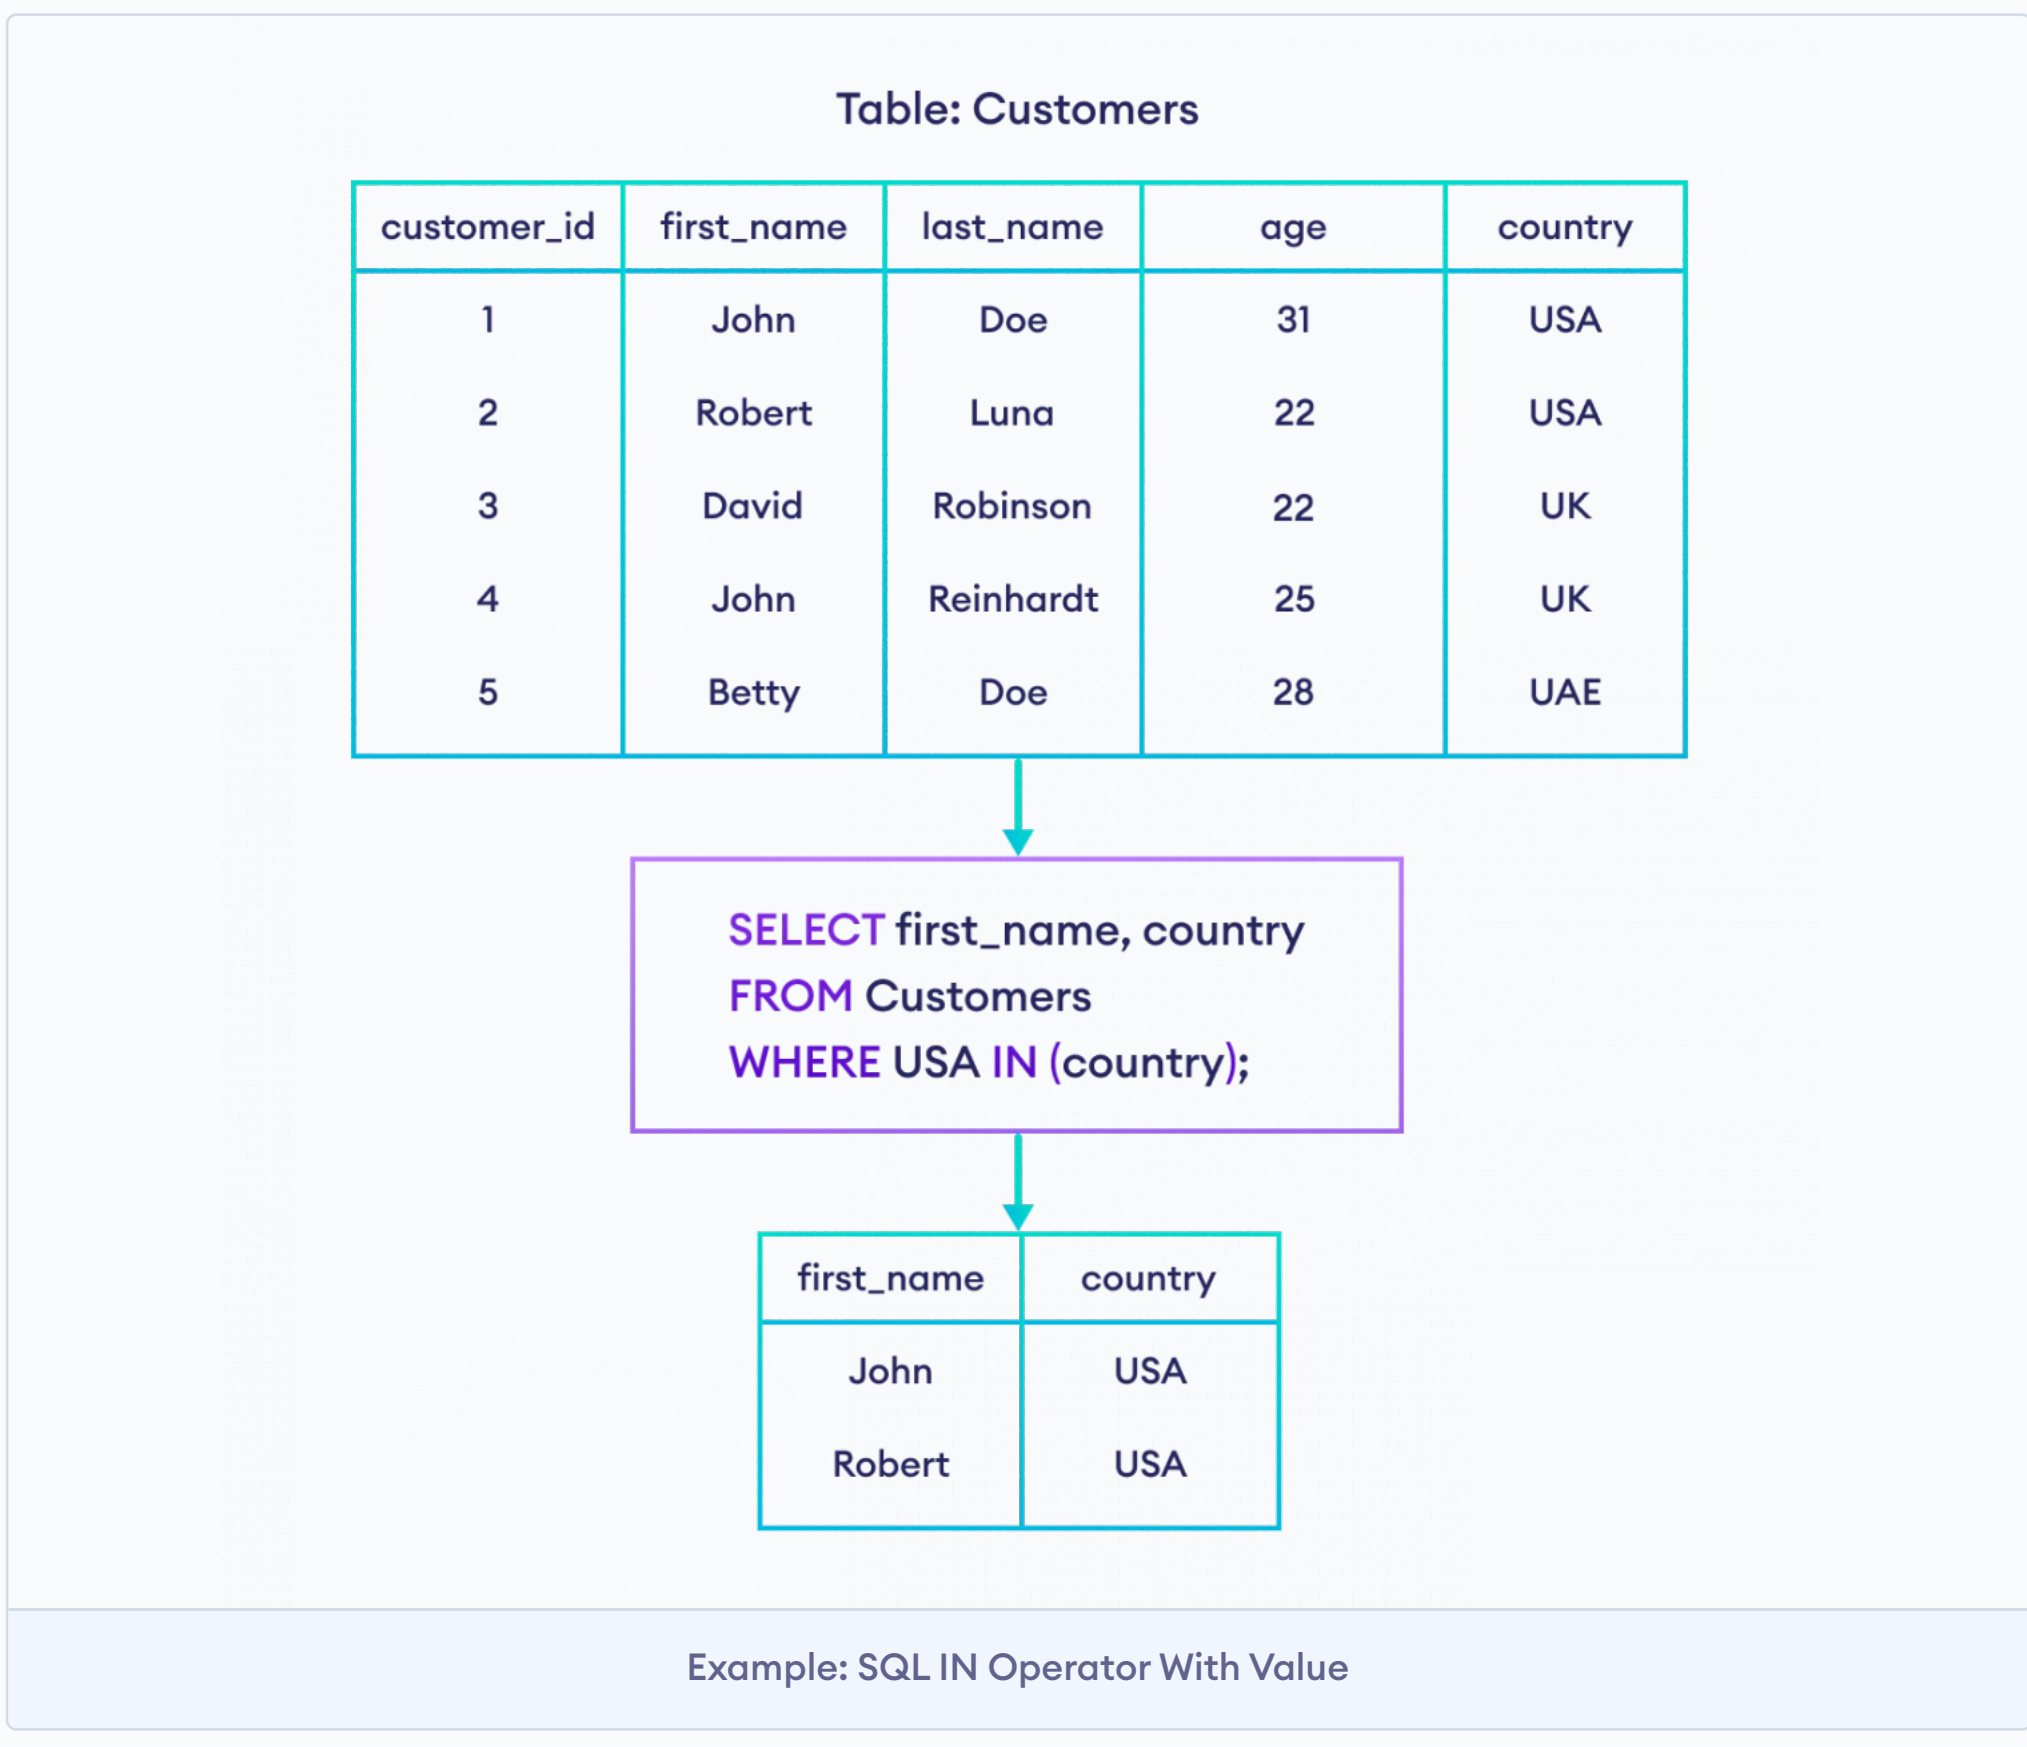 Table: Customers
customer_id first_name last_name age country
1 John Doe 31 USA
2 Robert Luna 22 USA
3 David Robinson 22 UK
4 John Reinhardt 25 UK
5 Betty Doe 28 UAE
SELECT first_name, country
FROM Customers
WHERE USA IN (country);
first_name country
John USA
Robert USA
Example: SQL IN Operator With Value